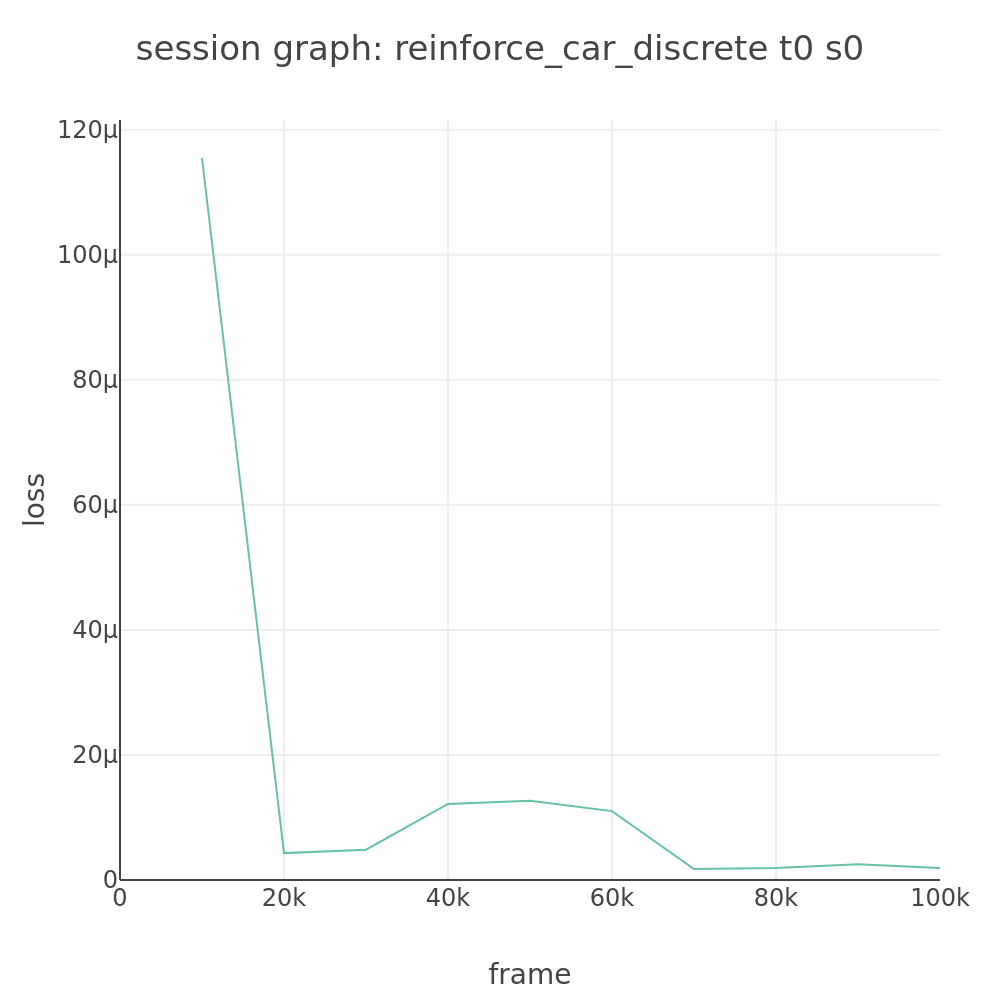 session graph: reinforce_car_discrete t0 s0
120μ
100μ
80μ
60μ
40μ
20μ
0
loss
0 20k 40k 60k 80k 100k
frame